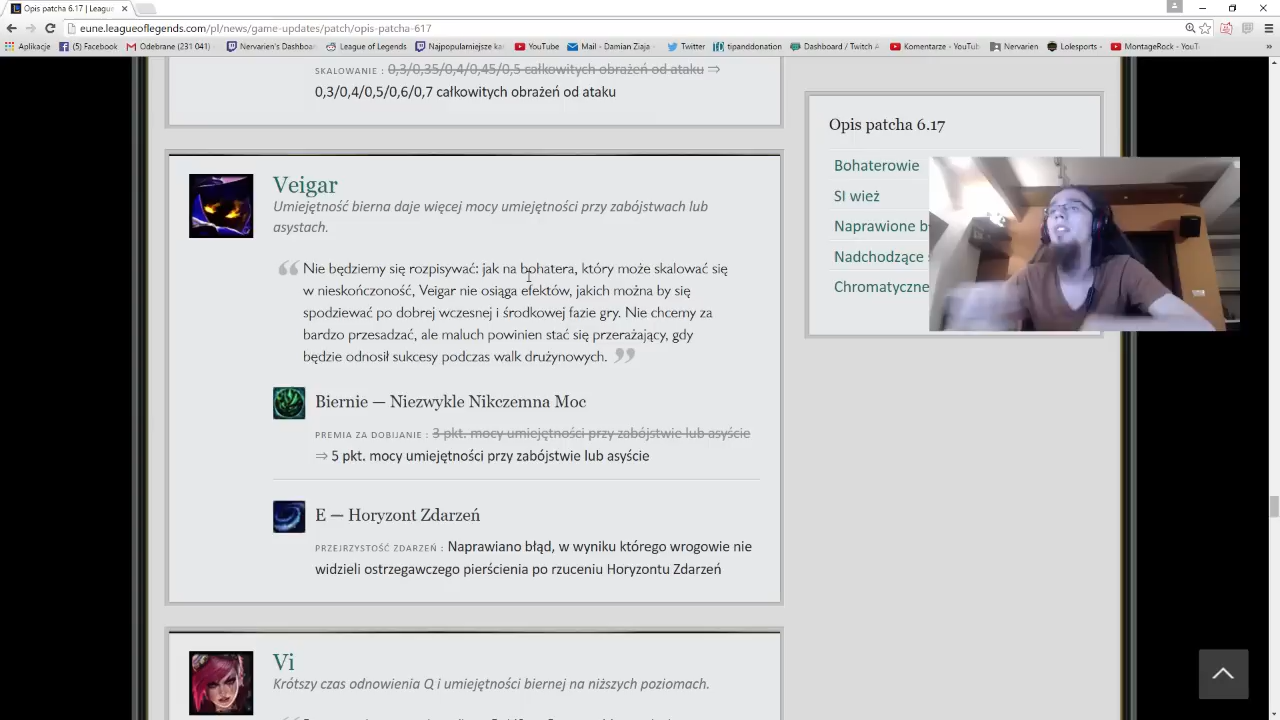 Opis patcha 6.17 | Leagu
eune.leagueoflegends.com/pl/news/game-updates/patch/opis-patcha-617
Aplikacje (5) Facebook Odebrane (231 041) Nervarien's Dashboa League of Legends Najpopularniejsze ka YouTube Mail - Damian Ziaja Twitter tipanddonation Dashboard / Twitch Komentarze - YouTub Nervarien Lolesports MontageRock - YouT
SKALOWANIE : 0,3/0,35/0,4/0,45/0,5 całkowitych obrażeń od ataku ⇒
0,3/0,4/0,5/0,6/0,7 całkowitych obrażeń od ataku
Veigar
Umiejętność bierna daje więcej mocy umiejętności przy zabójstwach lub
asystach.
“ Nie będziemy się rozpisywać: jak na bohatera, który może skalować się
w nieskończoność, Veigar nie osiąga efektów, jakich można by się
spodziewać po dobrej wczesnej i środkowej fazie gry. Nie chcemy za
bardzo przesadzać, ale maluch powinien stać się przerażający, gdy
będzie odnosił sukcesy podczas walk drużynowych. ”
Biernie — Niezwykle Nikczemna Moc
PREMIA ZA DOBIJANIE : 3 pkt. mocy umiejętności przy zabójstwie lub asyście
⇒ 5 pkt. mocy umiejętności przy zabójstwie lub asyście
E — Horyzont Zdarzeń
PRZEJRZYSTOŚĆ ZDARZEŃ : Naprawiano błąd, w wyniku którego wrogowie nie
widzieli ostrzegawczego pierścienia po rzuceniu Horyzontu Zdarzeń
Vi
Krótszy czas odnowienia Q i umiejętności biernej na niższych poziomach.
Opis patcha 6.17
Bohaterowie
SI wież
Naprawione b
Nadchodzące
Chromatyczne